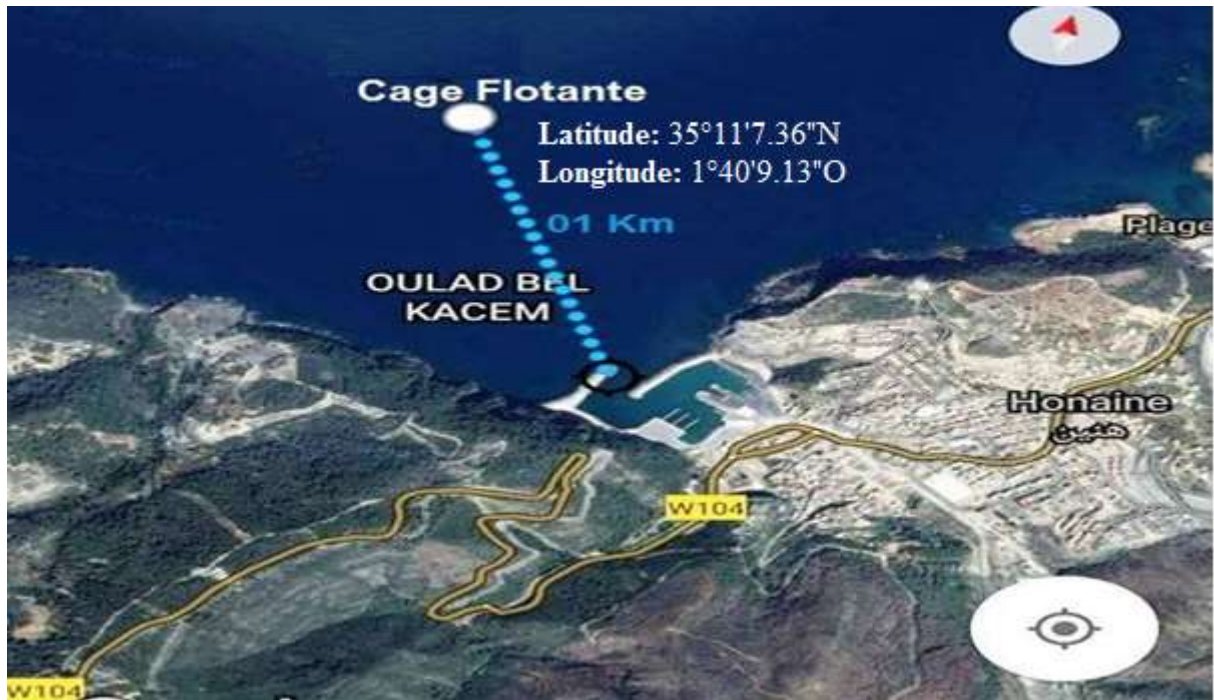 Cage Flotante
Latitude: 35°11'7.36"N
Longitude: 1°40'9.13"O
01 Km
Plage
OULAD BEL
KACEM
Honaine
هنين
W104
W104